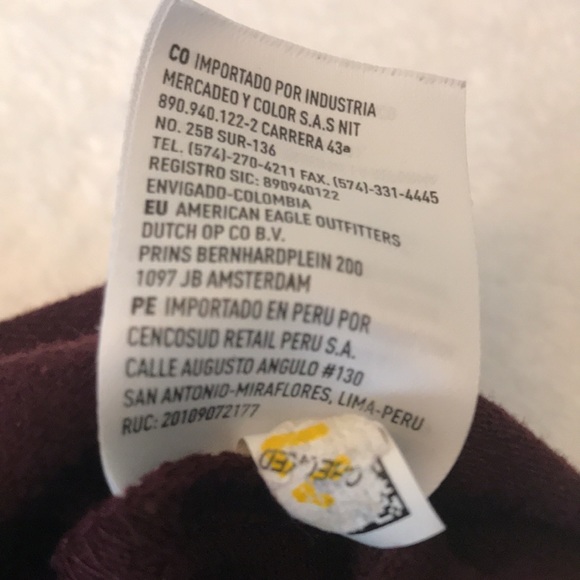 CO IMPORTADO POR INDUSTRIA
MERCADEO Y COLOR S.A.S NIT
890.940.122-2 CARRERA 43ª
NO. 25B SUR-136
TEL. (574)-270-4211 FAX. (574)-331-4445
REGISTRO SIC: 890940122
ENVIGADO-COLOMBIA
EU AMERICAN EAGLE OUTFITTERS
DUTCH OP CO B.V.
PRINS BERNHARDPLEIN 200
1097 JB AMSTERDAM
PE IMPORTADO EN PERU POR
CENCOSUD RETAIL PERU S.A.
CALLE AUGUSTO ANGULO #130
SAN ANTONIO-MIRAFLORES, LIMA-PERU
RUC: 20109072177